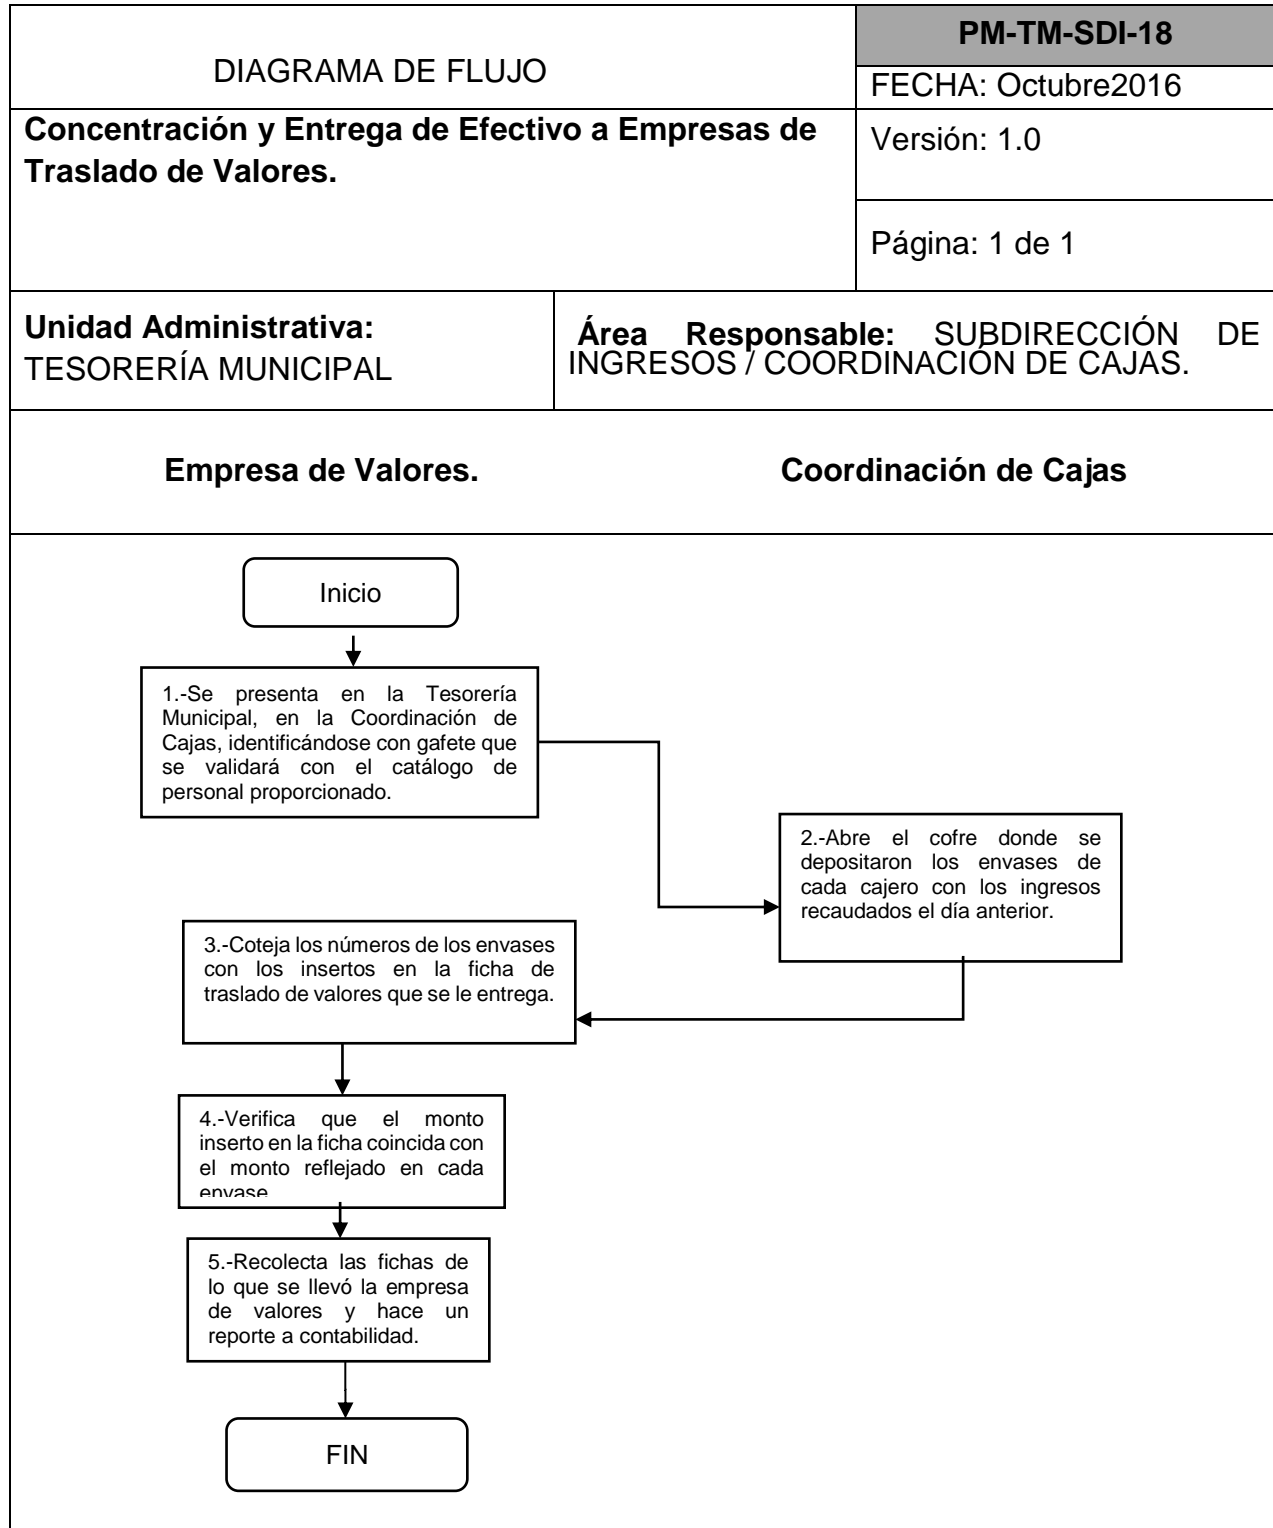 DIAGRAMA DE FLUJO
PM-TM-SDI-18
FECHA: Octubre2016
Concentración y Entrega de Efectivo a Empresas de
Traslado de Valores.
Versión: 1.0
Página: 1 de 1
Unidad Administrativa:
TESORERÍA MUNICIPAL
Área Responsable: SUBDIRECCIÓN DE
INGRESOS / COORDINACIÓN DE CAJAS.
Empresa de Valores.
Coordinación de Cajas
Inicio
1.-Se presenta en la Tesorería
Municipal, en la Coordinación de
Cajas, identificándose con gafete que
se validará con el catálogo de
personal proporcionado.
2.-Abre el cofre donde se
depositaron los envases de
cada cajero con los ingresos
recaudados el día anterior.
3.-Coteja los números de los envases
con los insertos en la ficha de
traslado de valores que se le entrega.
4.-Verifica que el monto
inserto en la ficha coincida con
el monto reflejado en cada
envase
5.-Recolecta las fichas de
lo que se llevó la empresa
de valores y hace un
reporte a contabilidad.
FIN